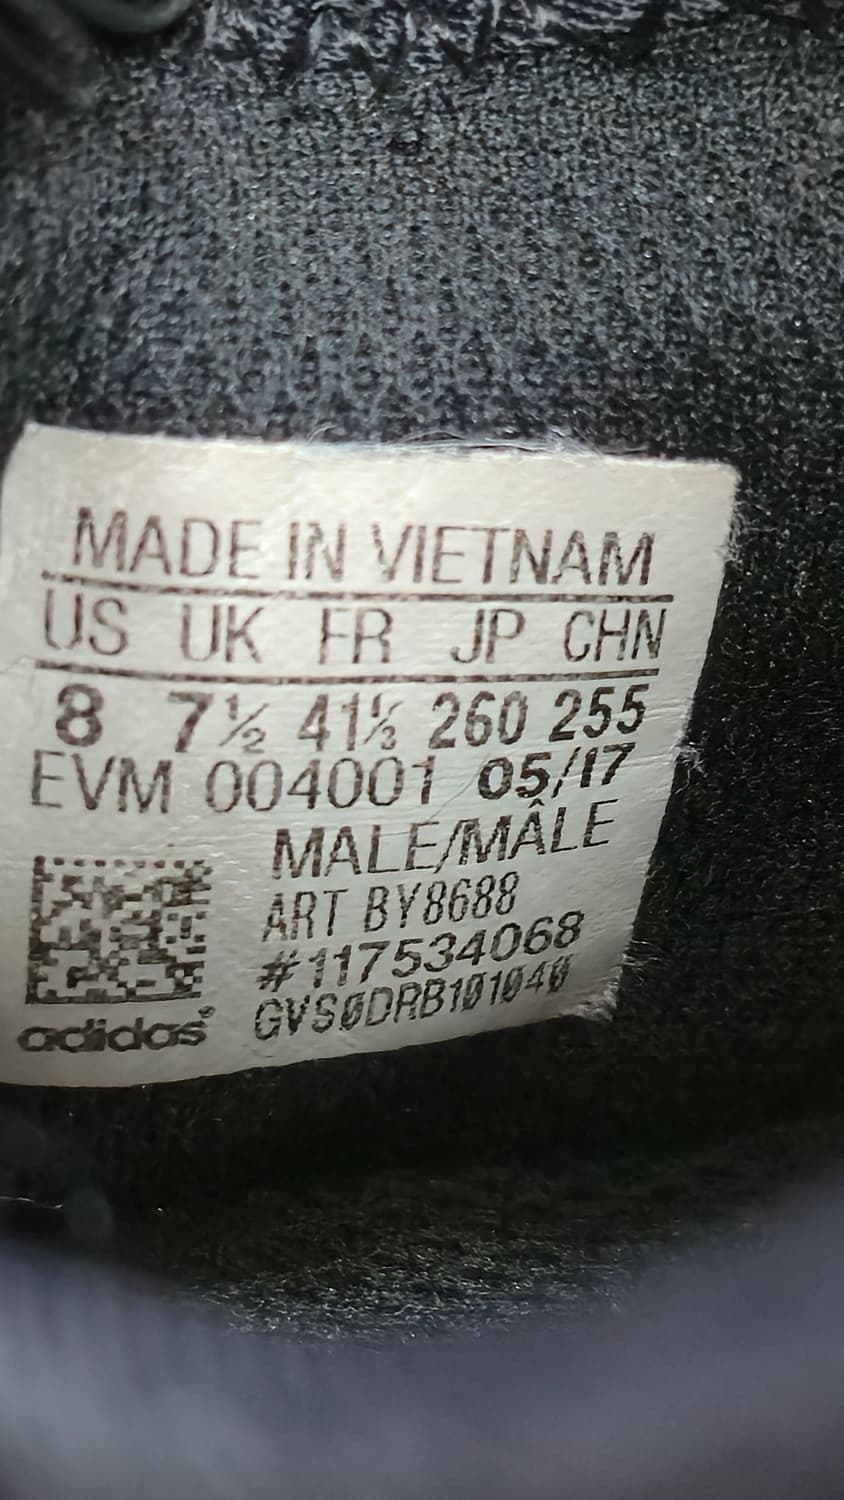 MADE IN VIETNAM
US UK FR JP CHN
8 7½ 41⅓ 260 255
EVM 004001 05/17
MALE/MÂLE
ART BY8688
#117534068
GVS0DRB101040
adidas®